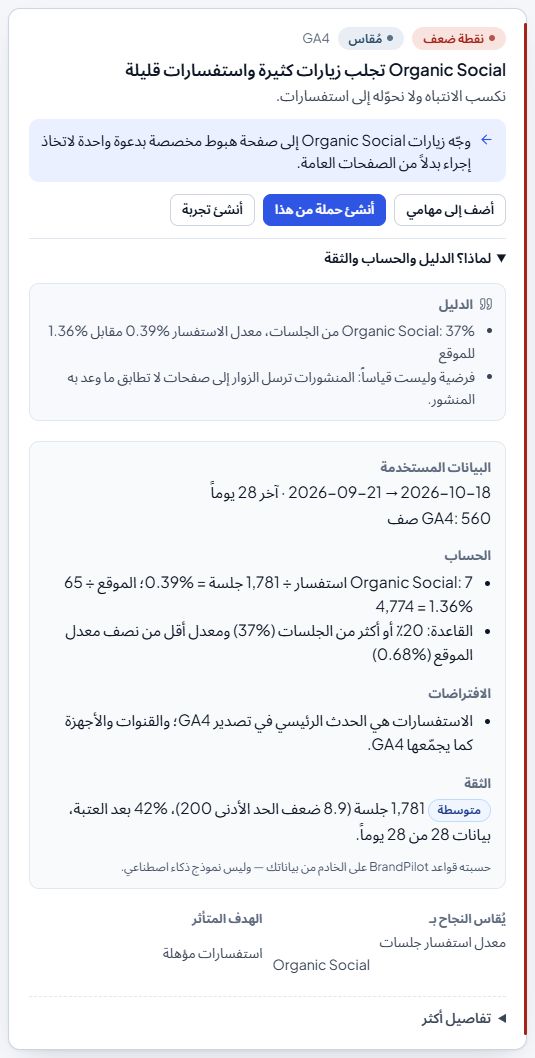 نقطة ضعف مُقاس GA4
Organic Social تجلب زيارات كثيرة واستفسارات قليلة
نكسب الانتباه ولا نحوّله إلى استفسارات.
← وجّه زيارات Organic Social إلى صفحة هبوط مخصصة بدعوة واحدة لاتخاذ
إجراء بدلاً من الصفحات العامة.
أضف إلى مهامي أنشئ حملة من هذا أنشئ تجربة
▼ لماذا؟ الدليل والحساب والثقة
الدليل
• Organic Social: 37% من الجلسات، معدل الاستفسار 0.39% مقابل 1.36%
للموقع
• فرضية وليست قياساً: المنشورات ترسل الزوار إلى صفحات لا تطابق ما وعد به
المنشور.
البيانات المستخدمة
2026-09-21 → 2026-10-18 · آخر 28 يوماً
GA4: 560 صف
الحساب
• Organic Social: 7 استفسار ÷ 1,781 جلسة = 0.39%؛ الموقع 65 ÷
4,774 = 1.36%
• القاعدة: 20٪ أو أكثر من الجلسات (37%) ومعدل أقل من نصف معدل
الموقع (0.68%)
الافتراضات
• الاستفسارات هي الحدث الرئيسي في تصدير GA4؛ والقنوات والأجهزة
كما يجمّعها GA4.
الثقة
متوسطة 1,781 جلسة (8.9 ضعف الحد الأدنى 200)، 42% بعد العتبة،
بيانات 28 من 28 يوماً.
حسبته قواعد BrandPilot على الخادم من بياناتك — وليس نموذج ذكاء اصطناعي.
يُقاس النجاح بـ
معدل استفسار جلسات
Organic Social
الهدف المتأثر
استفسارات مؤهلة
◀ تفاصيل أكثر